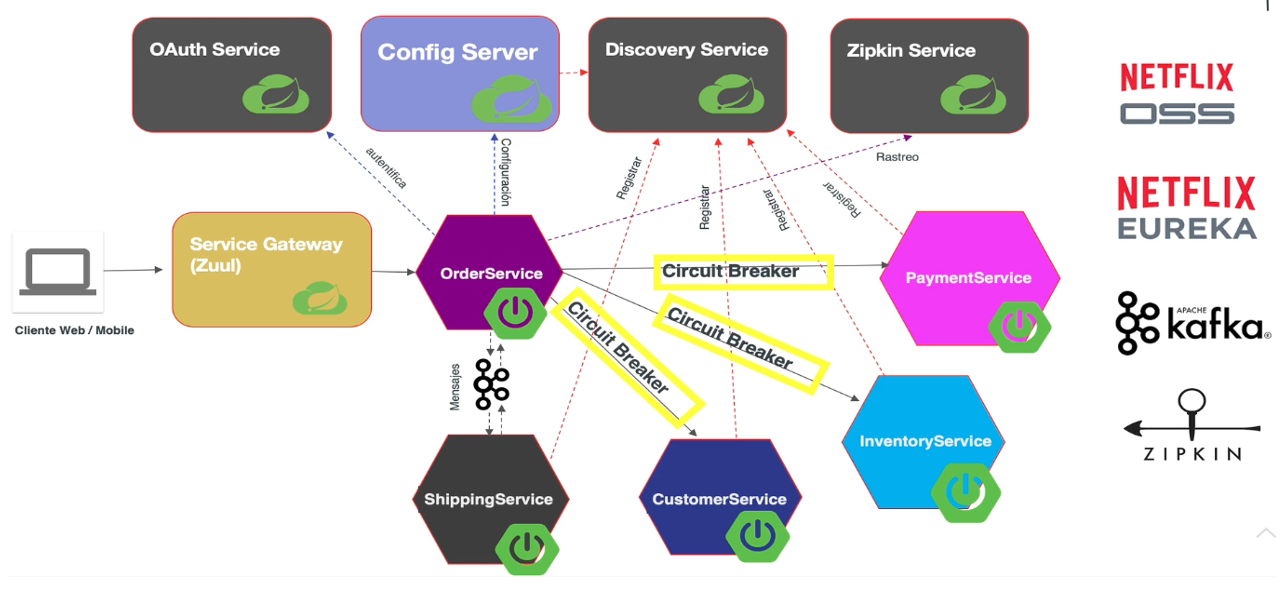 OAuth Service
Config Server
Discovery Service
Zipkin Service
NETFLIX
OSS
autentifica
Configuración
Registrar
Registrar
Registrar
Registrar
Rastreo
NETFLIX
EUREKA
Service Gateway
(Zuul)
OrderService
Circuit Breaker
PaymentService
Cliente Web / Mobile
Circuit Breaker
Circuit Breaker
APACHE
kafka®
Mensajes
ZIPKIN
InventoryService
ShippingService
CustomerService